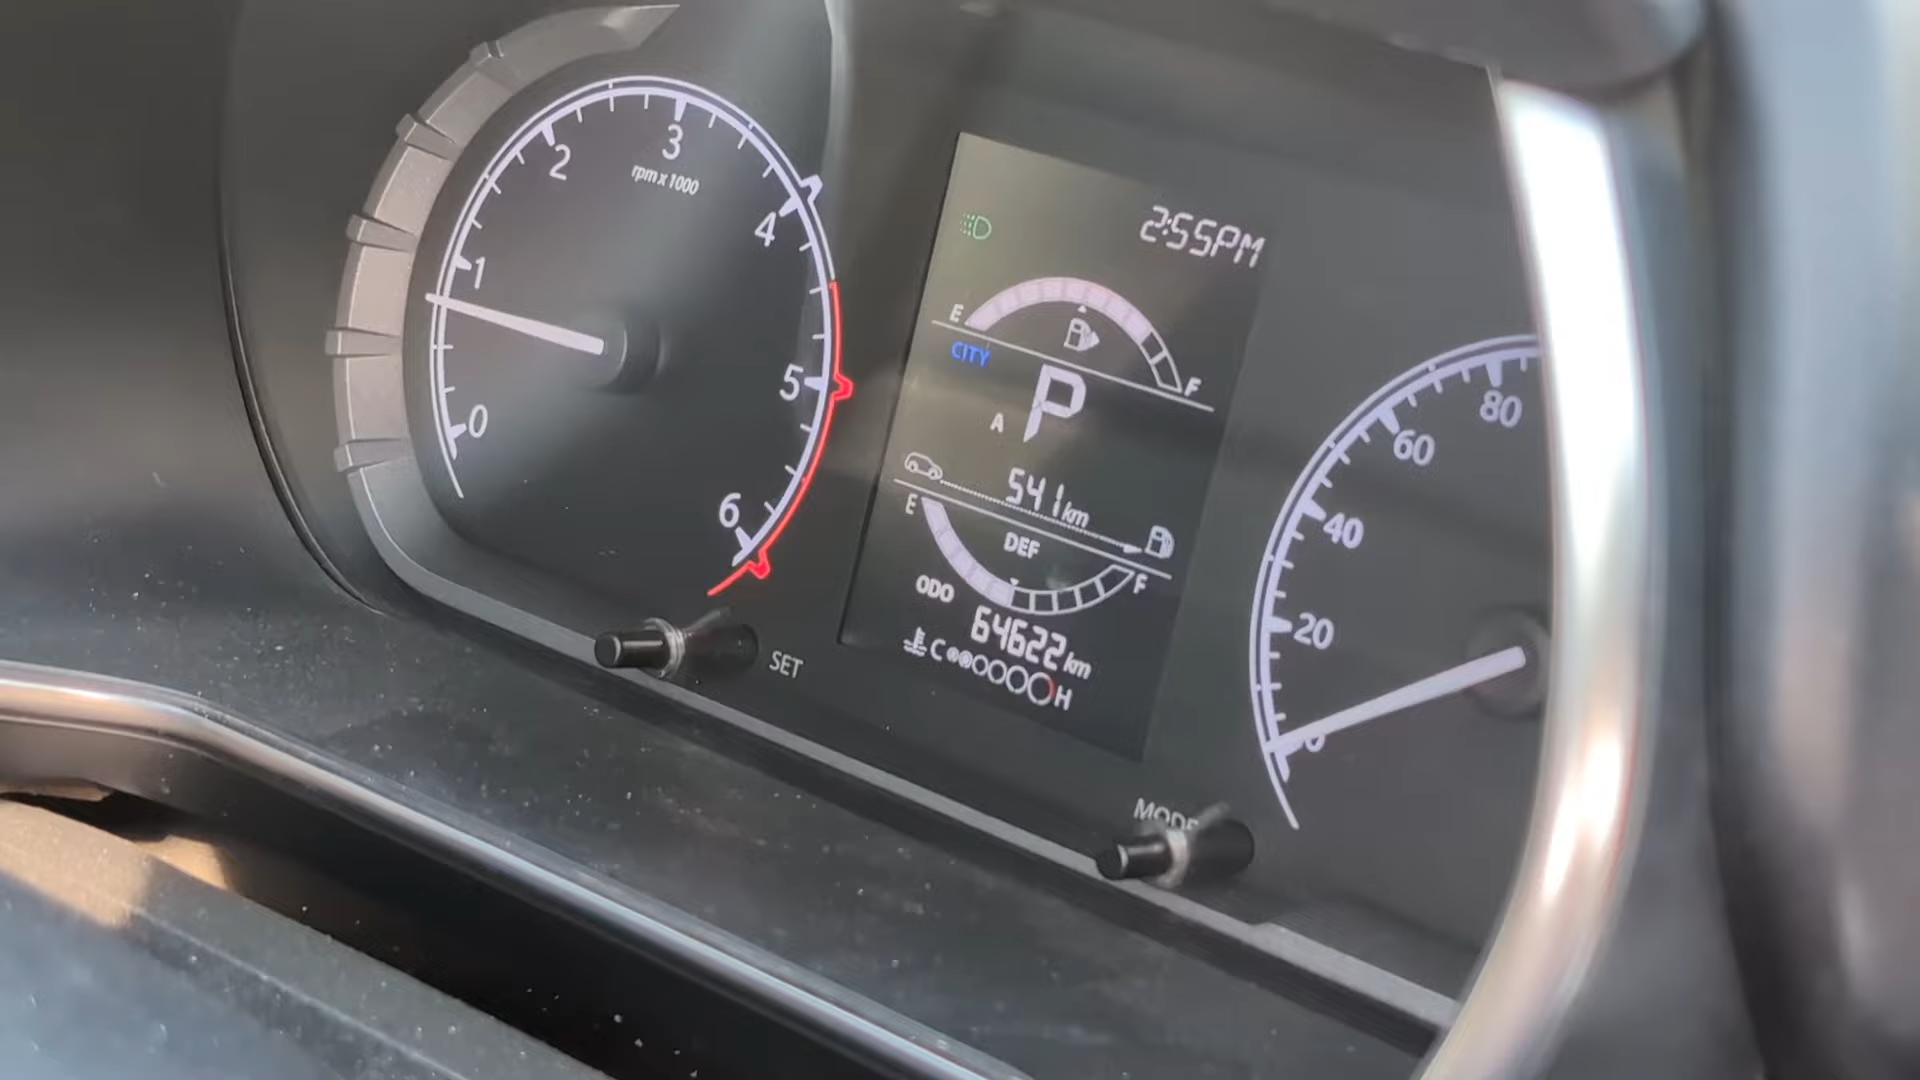 0
1
2
3
4
5
6
rpm x 1000
SET
2:55PM
E
F
CITY
A P
541km
E DEF F
ODO
64622km
C H
MODE
0
20
40
60
80